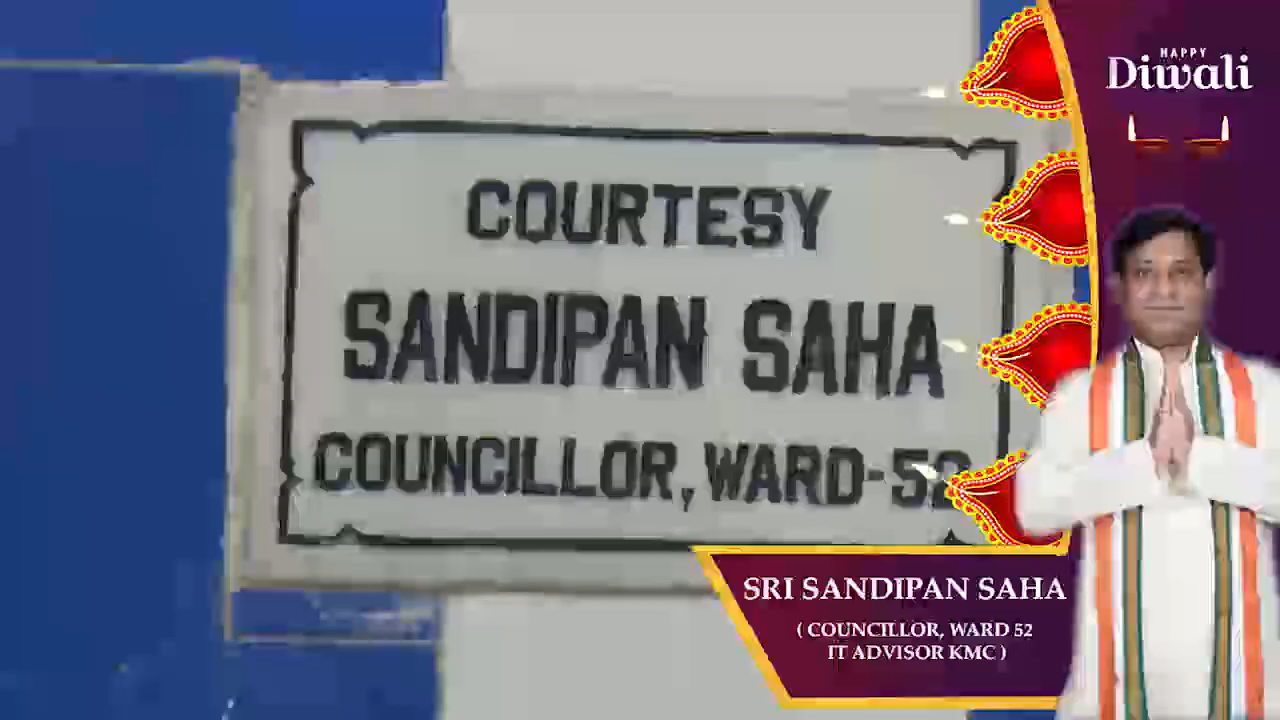 COURTESY
SANDIPAN SAHA
COUNCILLOR, WARD-52
HAPPY
Diwali
SRI SANDIPAN SAHA
( COUNCILLOR, WARD 52
IT ADVISOR KMC )